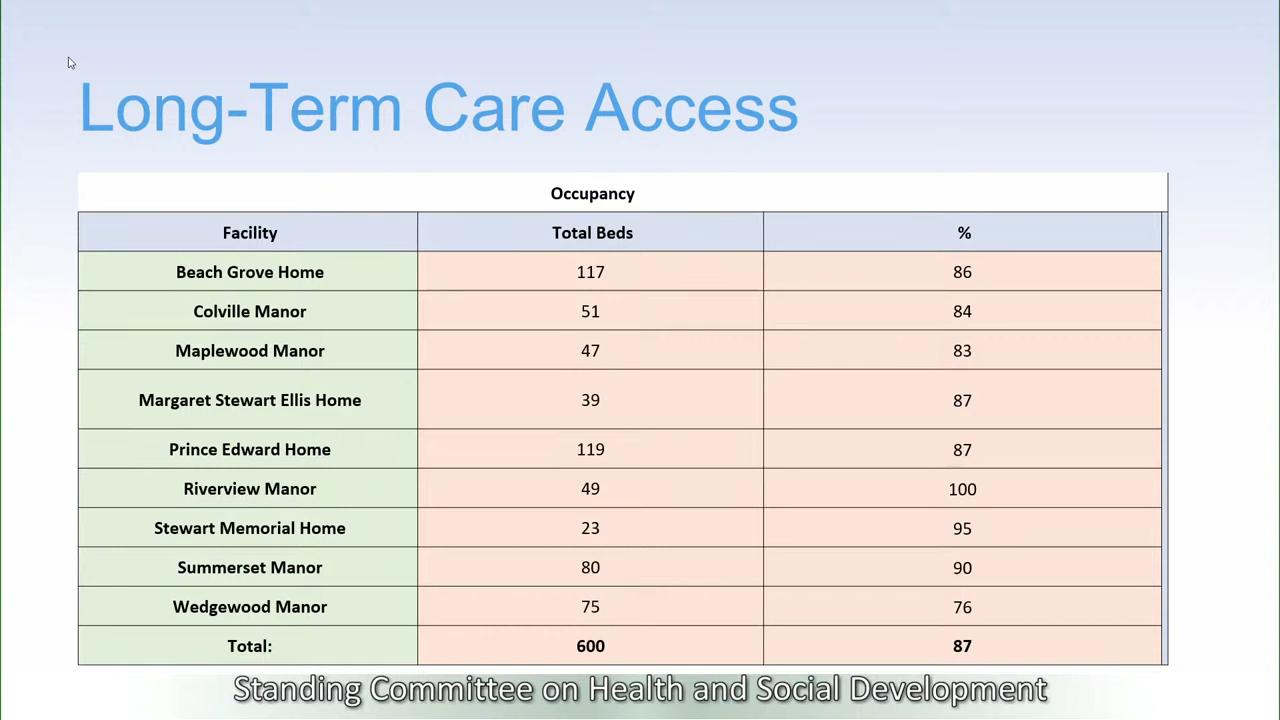 Long-Term Care Access
Occupancy
Facility Total Beds %
Beach Grove Home 117 86
Colville Manor 51 84
Maplewood Manor 47 83
Margaret Stewart Ellis Home 39 87
Prince Edward Home 119 87
Riverview Manor 49 100
Stewart Memorial Home 23 95
Summerset Manor 80 90
Wedgewood Manor 75 76
Total: 600 87
Standing Committee on Health and Social Development